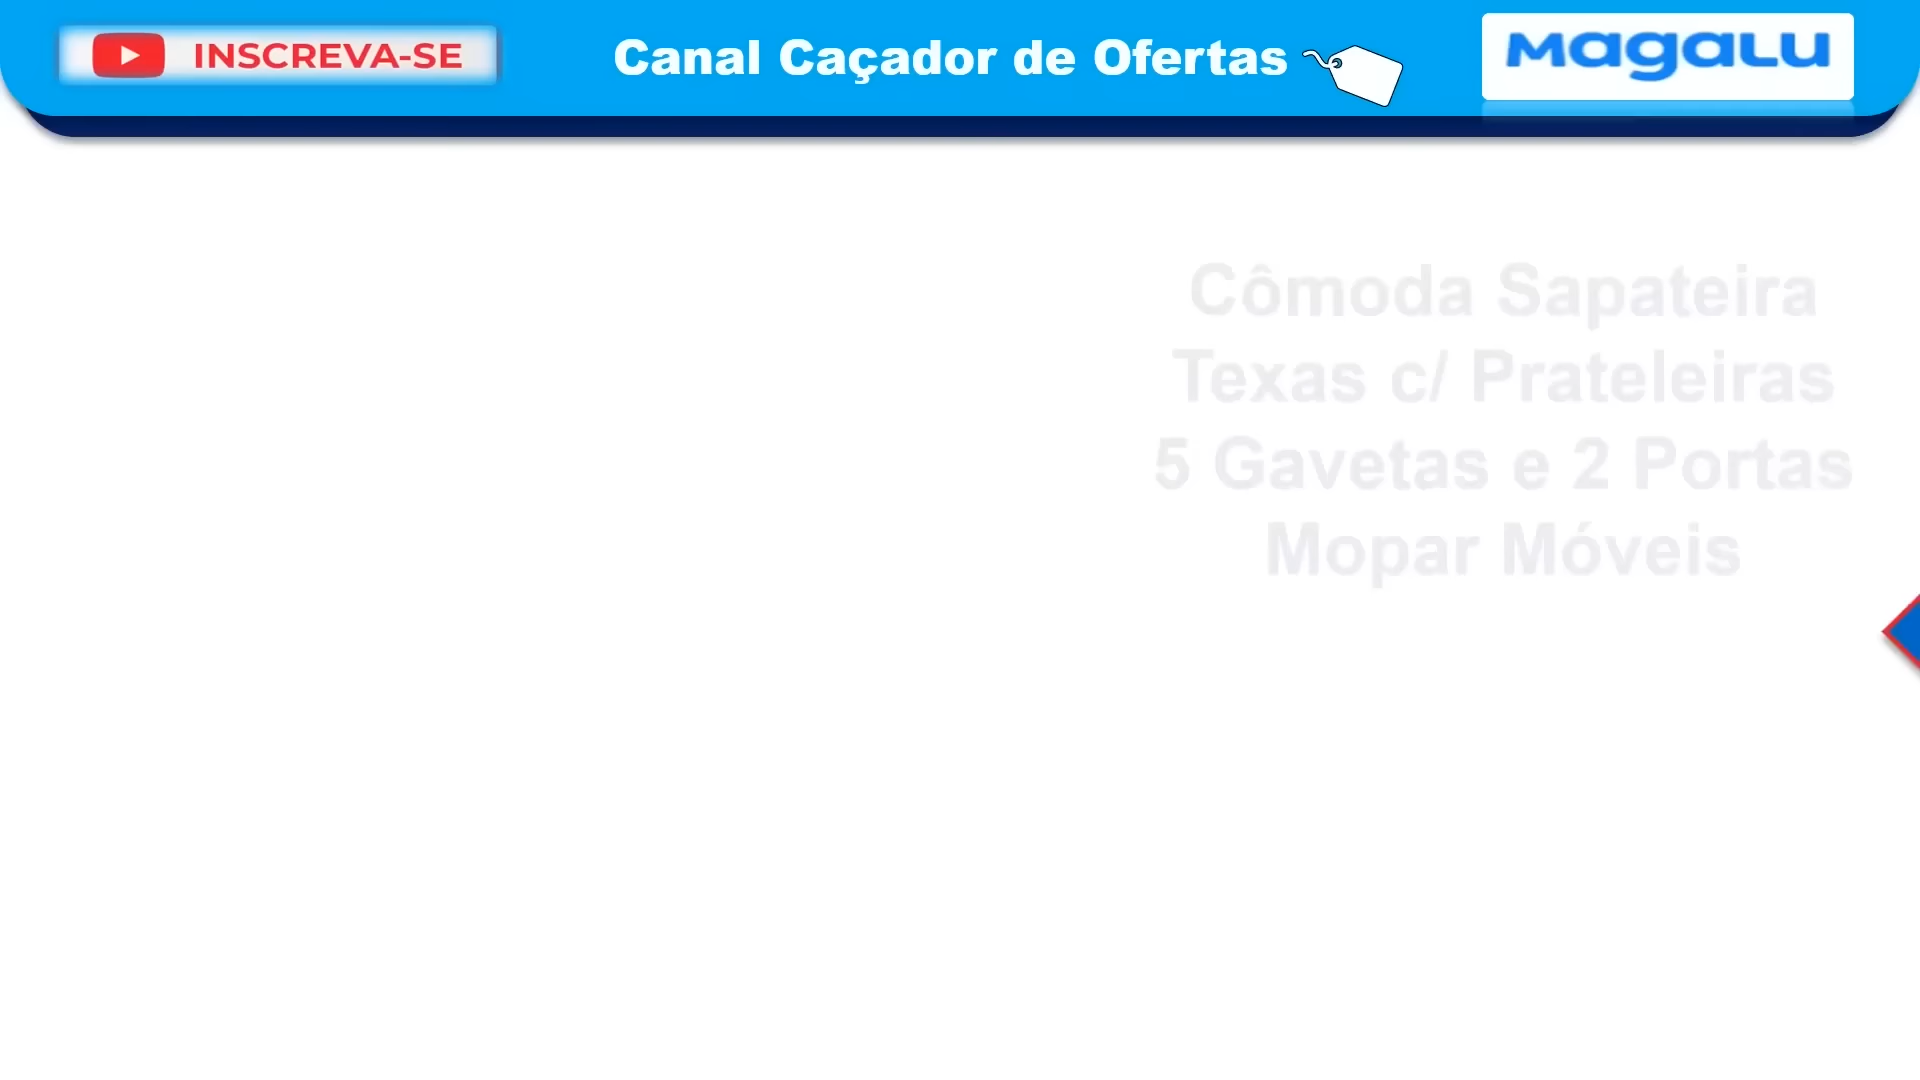 INSCREVA-SE
Canal Caçador de Ofertas
Magalu
Cômoda Sapateira
Texas c/ Prateleiras
5 Gavetas e 2 Portas
Mopar Móveis